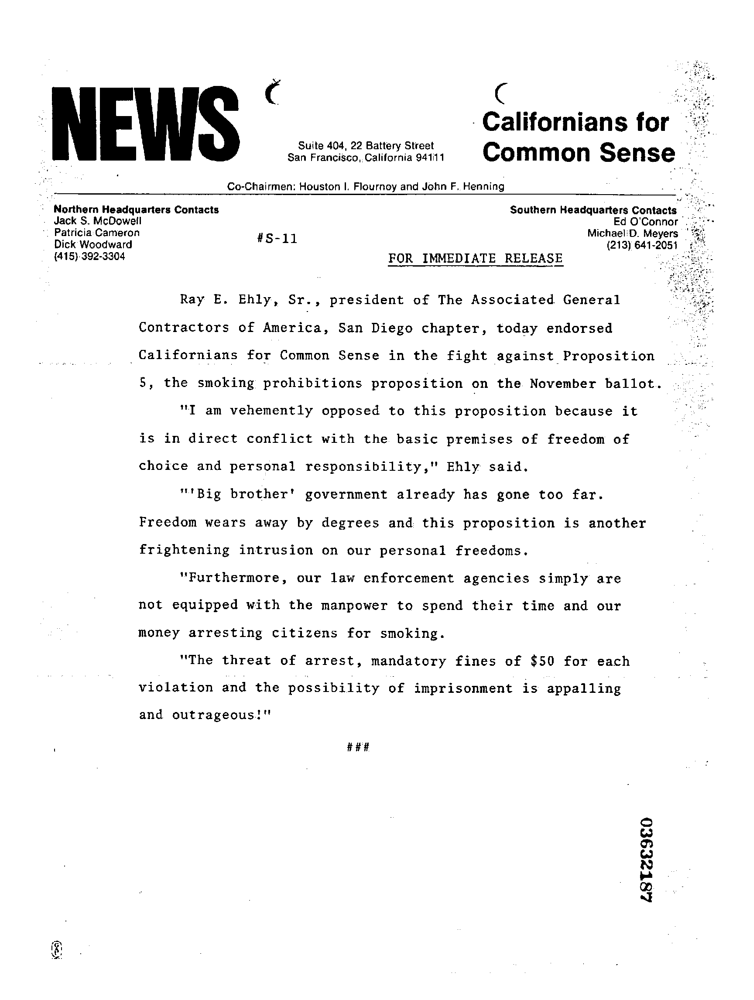 NEWS
Californians for
Common Sense
Suite 404, 22 Battery Street
San Francisco, California 94111
Co-Chairmen: Houston I. Flournoy and John F. Henning
Northern Headquarters Contacts
Jack S. McDowell
Patricia Cameron
Dick Woodward
(415) 392-3304
Southern Headquarters Contacts
Ed O'Connor
Michael D. Meyers
(213) 641-2051
#S-11
FOR IMMEDIATE RELEASE
Ray E. Ehly, Sr., president of The Associated General
Contractors of America, San Diego chapter, today endorsed
Californians for Common Sense in the fight against Proposition
5, the smoking prohibitions proposition on the November ballot.
"I am vehemently opposed to this proposition because it
is in direct conflict with the basic premises of freedom of
choice and personal responsibility," Ehly said.
"'Big brother' government already has gone too far.
Freedom wears away by degrees and this proposition is another
frightening intrusion on our personal freedoms.
"Furthermore, our law enforcement agencies simply are
not equipped with the manpower to spend their time and our
money arresting citizens for smoking.
"The threat of arrest, mandatory fines of $50 for each
violation and the possibility of imprisonment is appalling
and outrageous!"
###
03632187